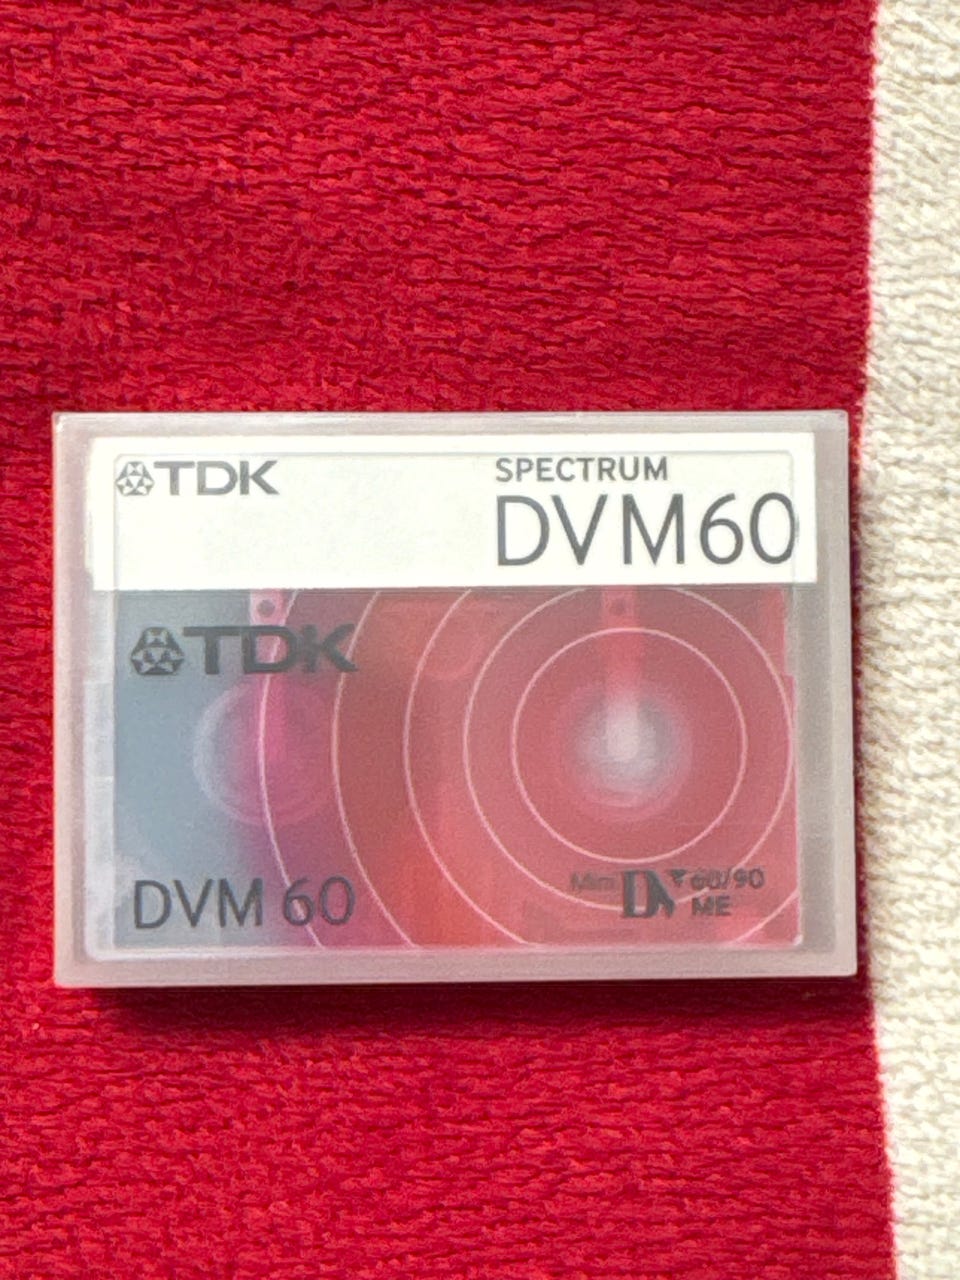 TDK
SPECTRUM
DVM60
TDK
DVM 60
Mini DV 60/90
ME